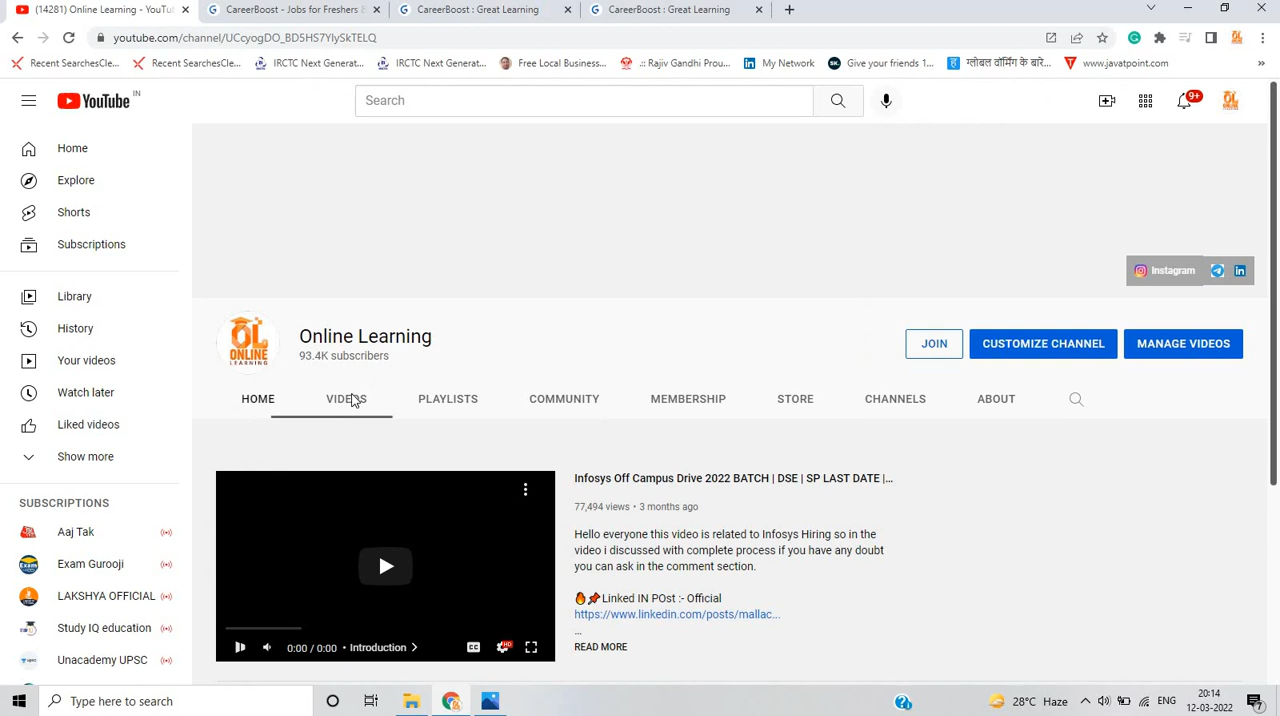 (14281) Online Learning - YouTu
CareerBoost - Jobs for Freshers &
CareerBoost : Great Learning
CareerBoost : Great Learning
youtube.com/channel/UCcyogDO_BD5HS7YIySkTELQ
Recent SearchesCle...
Recent SearchesCle...
IRCTC Next Generat...
IRCTC Next Generat...
Free Local Business...
.: Rajiv Gandhi Prou...
My Network
SK.
Give your friends 1...
ग्लोबल वॉर्मिंग के बारे...
www.javatpoint.com
»
YouTube IN
Search
9+
Home
Explore
Shorts
Subscriptions
Library
History
Your videos
Watch later
Liked videos
Show more
SUBSCRIPTIONS
Aaj Tak
Exam Gurooji
LAKSHYA OFFICIAL
Study IQ education
Unacademy UPSC
Instagram
OL
ONLINE
LEARNING
Online Learning
93.4K subscribers
JOIN
CUSTOMIZE CHANNEL
MANAGE VIDEOS
HOME
VIDEOS
PLAYLISTS
COMMUNITY
MEMBERSHIP
STORE
CHANNELS
ABOUT
0:00 / 0:00 • Introduction
CC
HD
Infosys Off Campus Drive 2022 BATCH | DSE | SP LAST DATE |...
77,494 views • 3 months ago
Hello everyone this video is related to Infosys Hiring so in the
video i discussed with complete process if you have any doubt
you can ask in the comment section.
🔥📌Linked IN POst :- Official
https://www.linkedin.com/posts/mallac...
...
READ MORE
Type here to search
28°C Haze
ENG
20:14
12-03-2022
7